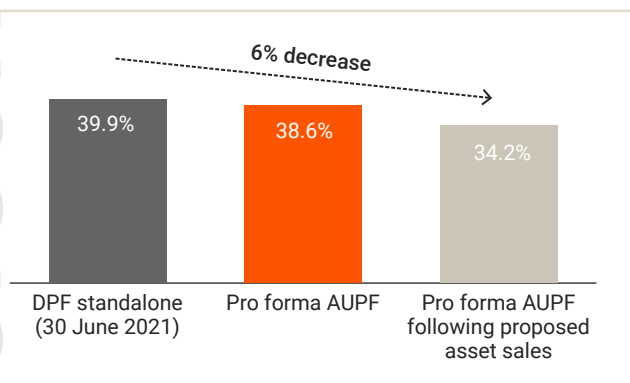 6% decrease
39.9%
38.6%
34.2%
DPF standalone
(30 June 2021)
Pro forma AUPF
Pro forma AUPF
following proposed
asset sales